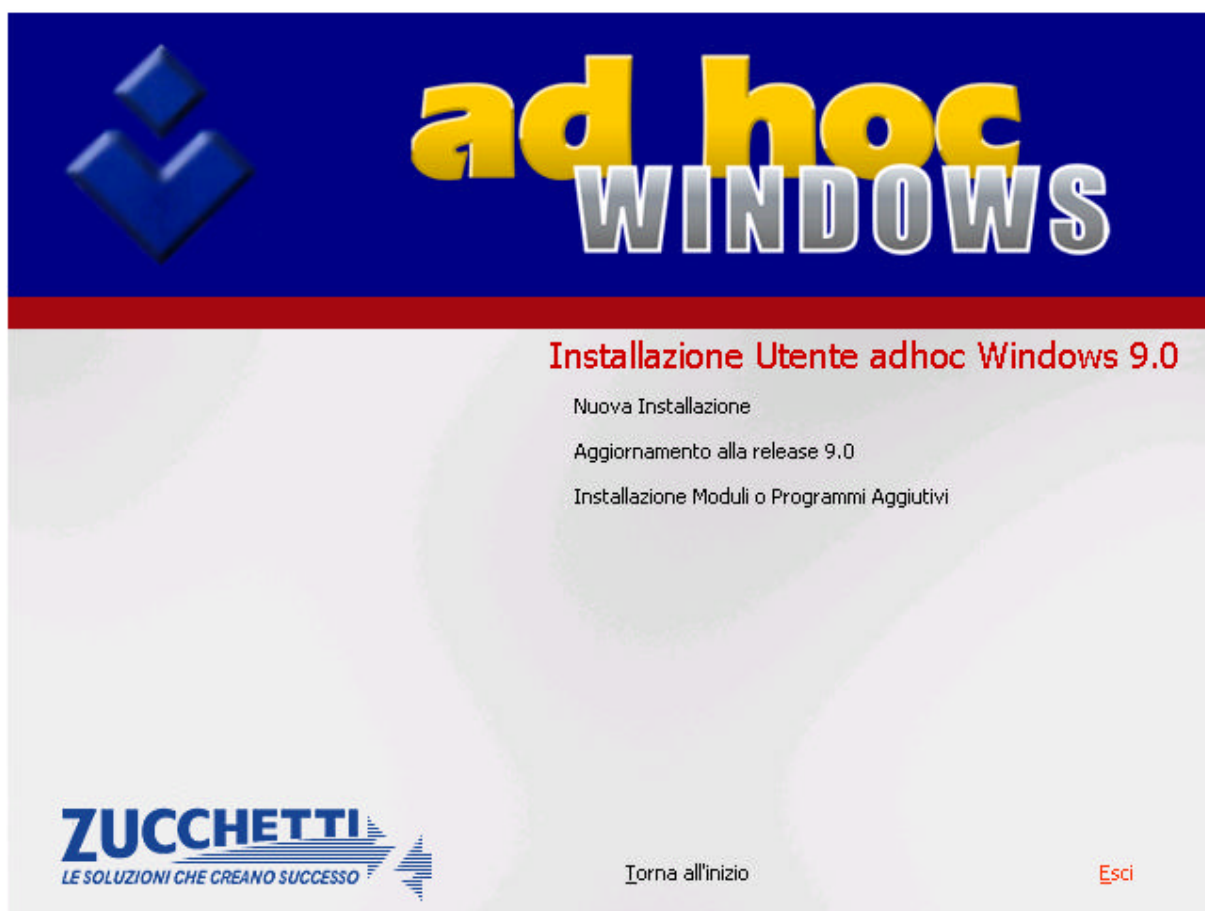 ad hoc
WINDOWS
Installazione Utente adhoc Windows 9.0
Nuova Installazione
Aggiornamento alla release 9.0
Installazione Moduli o Programmi Aggiutivi
ZUCCHETTI
LE SOLUZIONI CHE CREANO SUCCESSO
Torna all'inizio
Esci